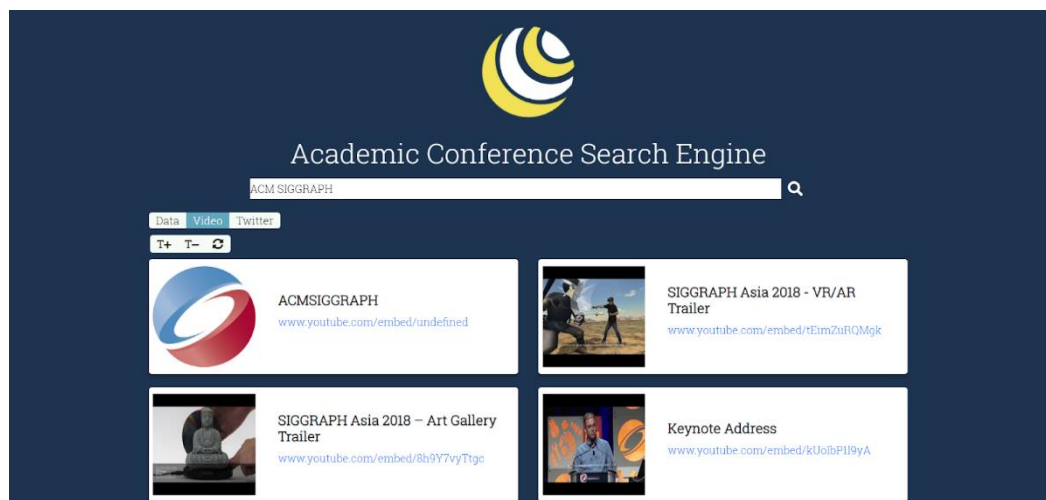 Academic Conference Search Engine
ACM SIGGRAPH
Data Video Twitter
T+ T-
ACMSIGGRAPH
www.youtube.com/embed/undefined
SIGGRAPH Asia 2018 - VR/AR
Trailer
www.youtube.com/embed/tEimZuRQMgk
SIGGRAPH Asia 2018 – Art Gallery
Trailer
www.youtube.com/embed/8h9Y7vyTtgc
Keynote Address
www.youtube.com/embed/kUoIbP1l9yA